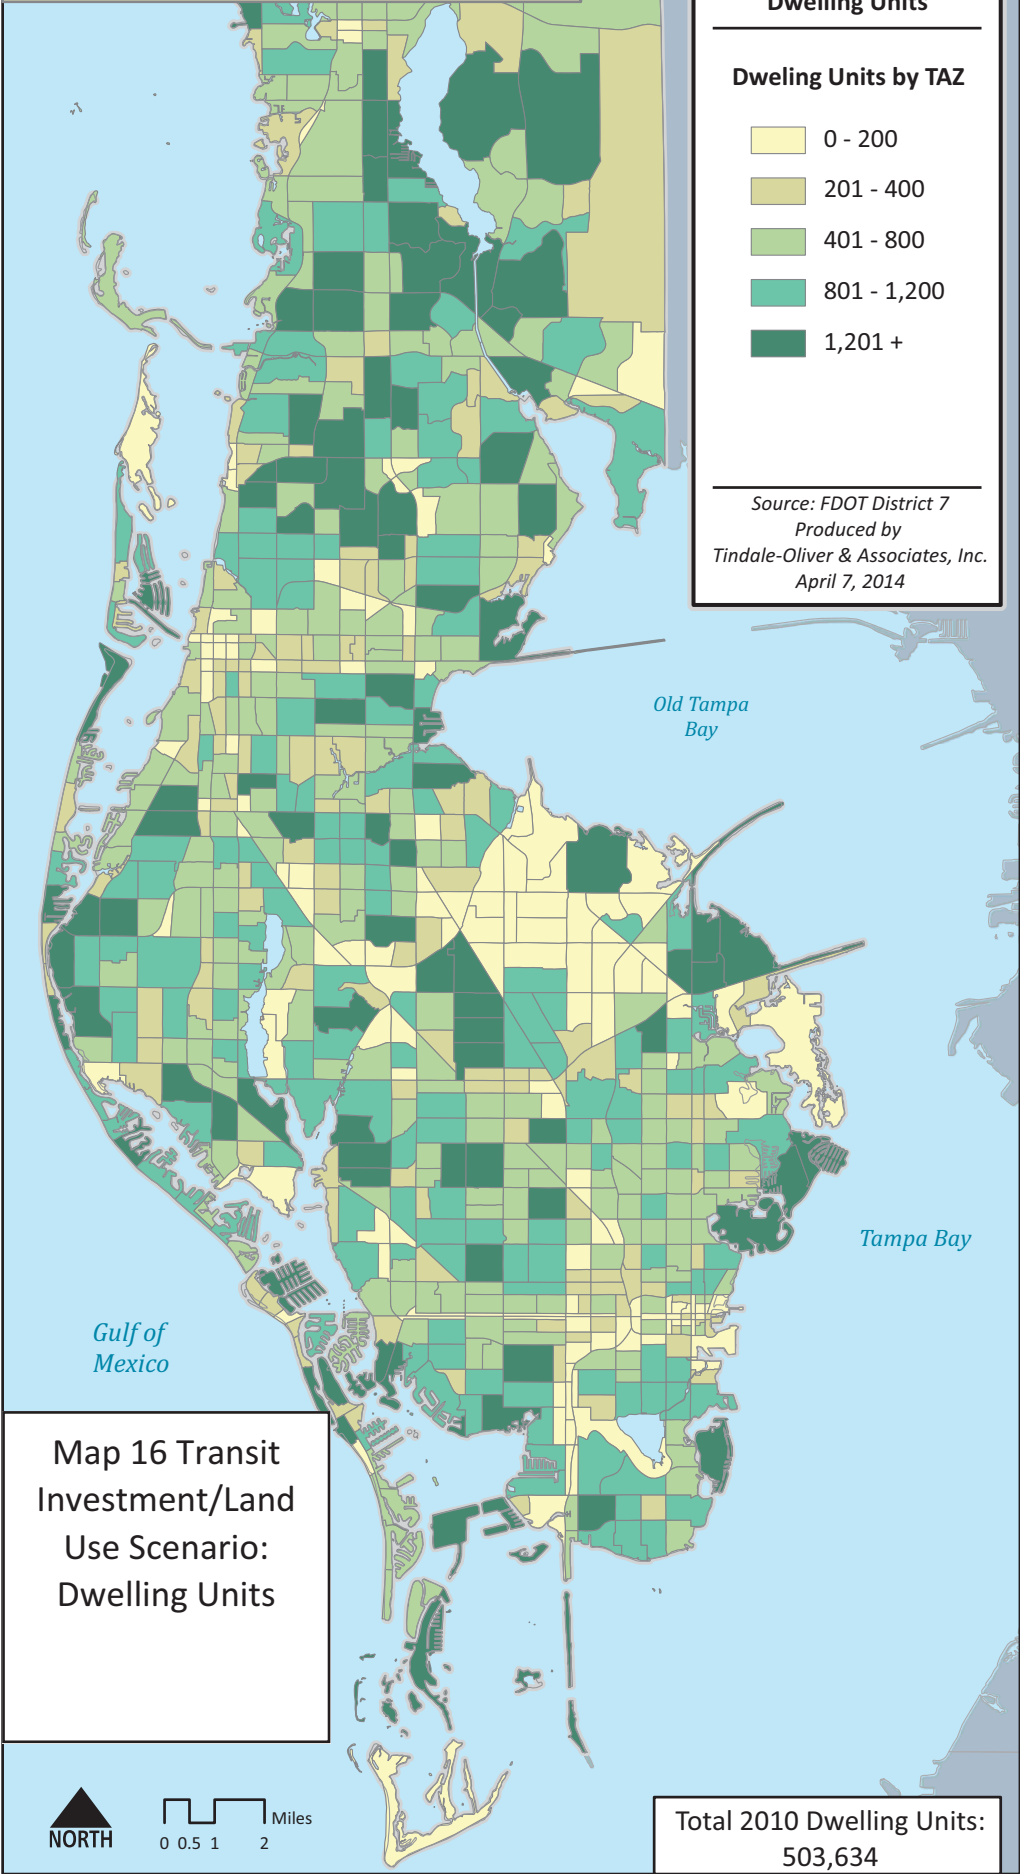 Dwelling Units
Dweling Units by TAZ
0 - 200
201 - 400
401 - 800
801 - 1,200
1,201 +
Source: FDOT District 7
Produced by
Tindale-Oliver & Associates, Inc.
April 7, 2014
Old Tampa
Bay
Tampa Bay
Gulf of
Mexico
Map 16 Transit
Investment/Land
Use Scenario:
Dwelling Units
NORTH
0 0.5 1 2 Miles
Total 2010 Dwelling Units:
503,634